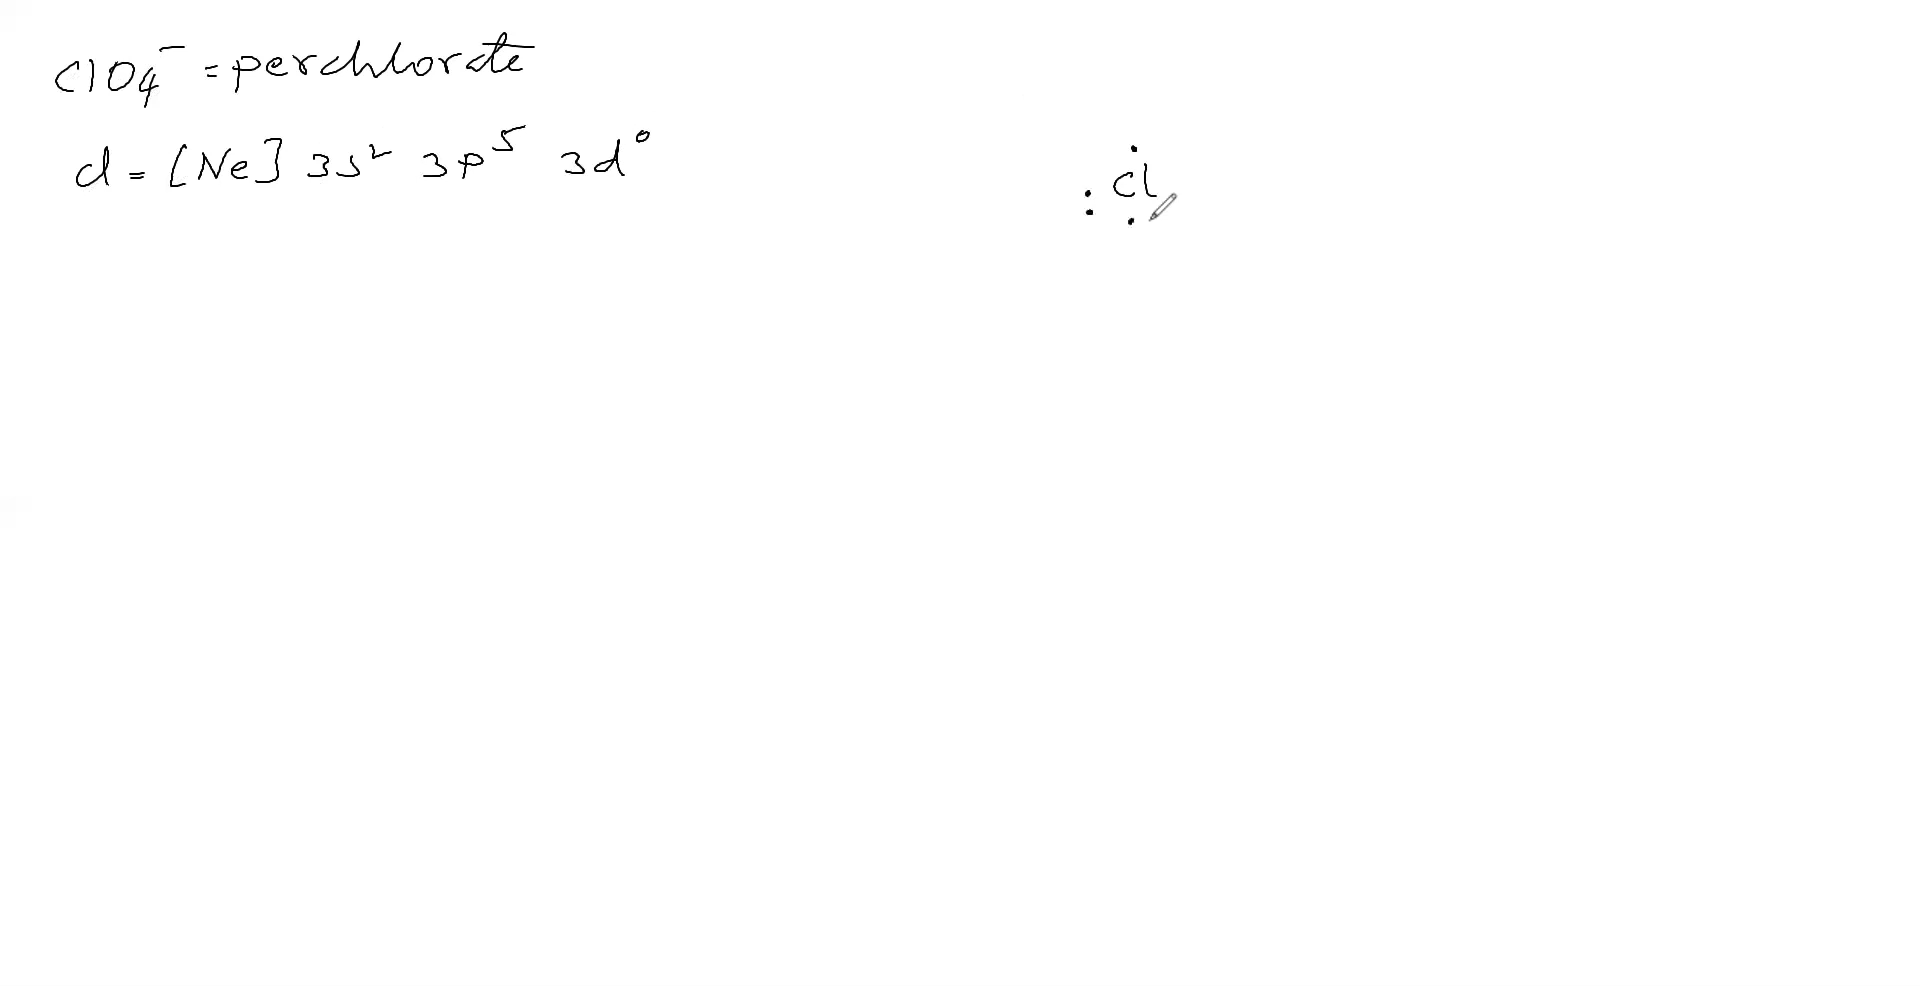 ClO4⁻ = perchlorate
Cl = [Ne] 3s² 3p⁵ 3d⁰
Cl